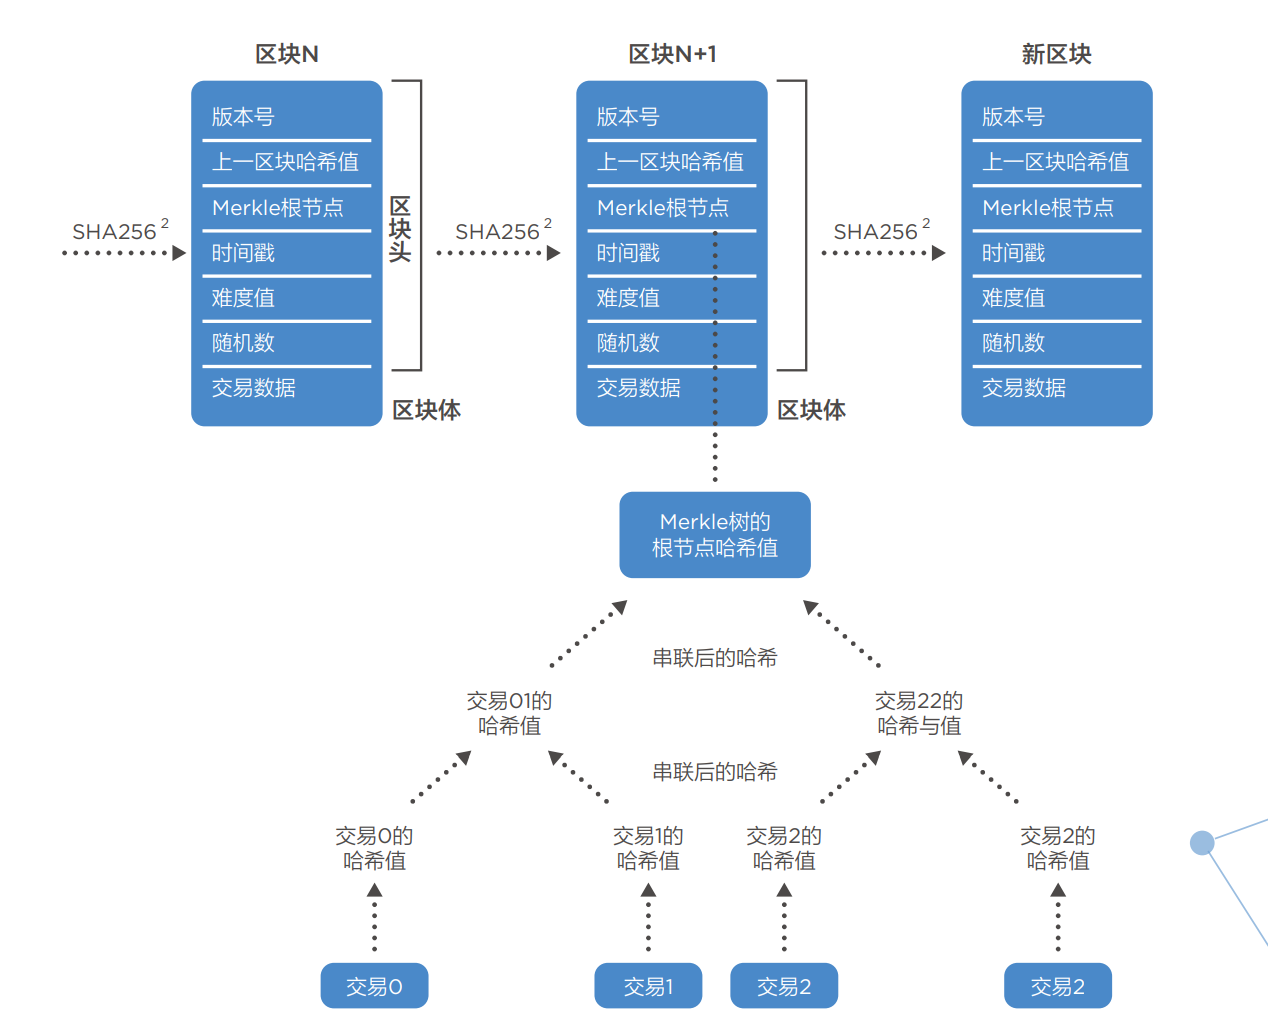 区块N
区块N+1
新区块
版本号
上一区块哈希值
Merkle根节点
时间戳
难度值
随机数
交易数据
版本号
上一区块哈希值
Merkle根节点
时间戳
难度值
随机数
交易数据
版本号
上一区块哈希值
Merkle根节点
时间戳
难度值
随机数
交易数据
SHA256 2
区块头
SHA256 2
SHA256 2
区块体
区块体
Merkle树的
根节点哈希值
串联后的哈希
交易01的
哈希值
交易22的
哈希与值
串联后的哈希
交易0的
哈希值
交易1的
哈希值
交易2的
哈希值
交易2的
哈希值
交易0
交易1
交易2
交易2